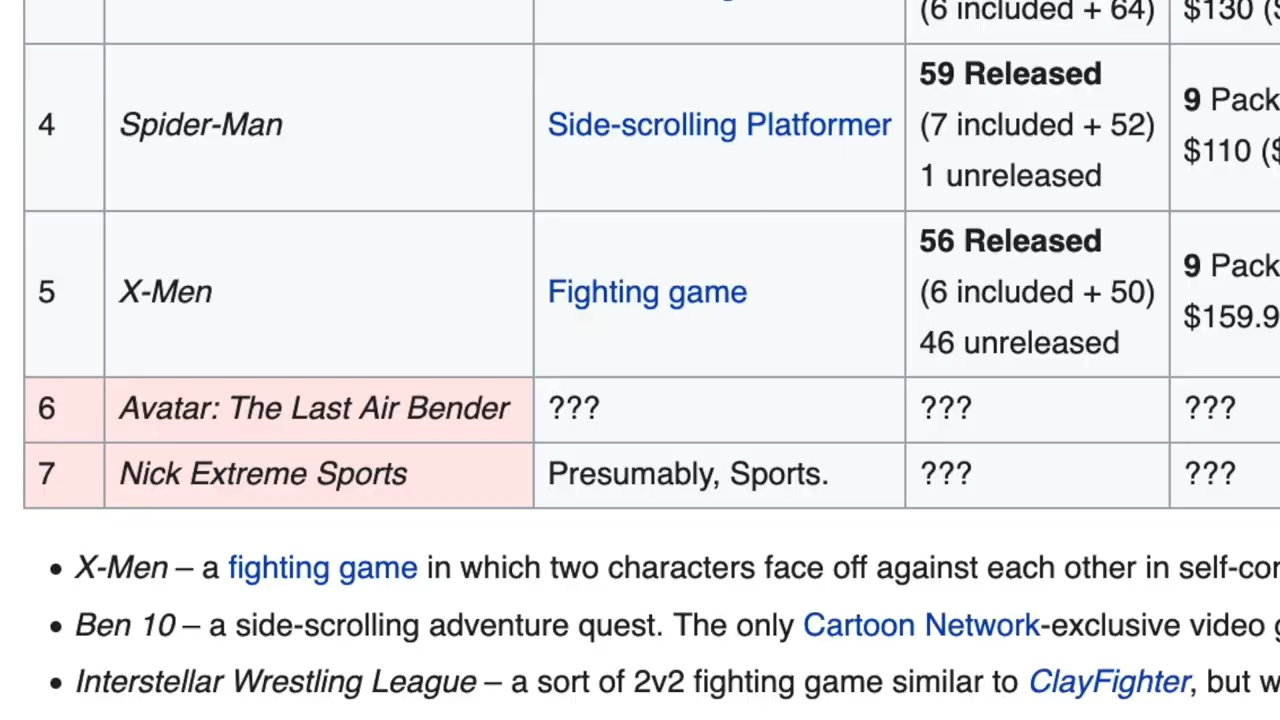 (6 included + 64) $130 (
4 Spider-Man Side-scrolling Platformer 59 Released
(7 included + 52)
1 unreleased 9 Pack
$110 (
5 X-Men Fighting game 56 Released
(6 included + 50)
46 unreleased 9 Pack
$159.9
6 Avatar: The Last Air Bender ??? ??? ???
7 Nick Extreme Sports Presumably, Sports. ??? ???
• X-Men – a fighting game in which two characters face off against each other in self-con
• Ben 10 – a side-scrolling adventure quest. The only Cartoon Network-exclusive video
• Interstellar Wrestling League – a sort of 2v2 fighting game similar to ClayFighter, but